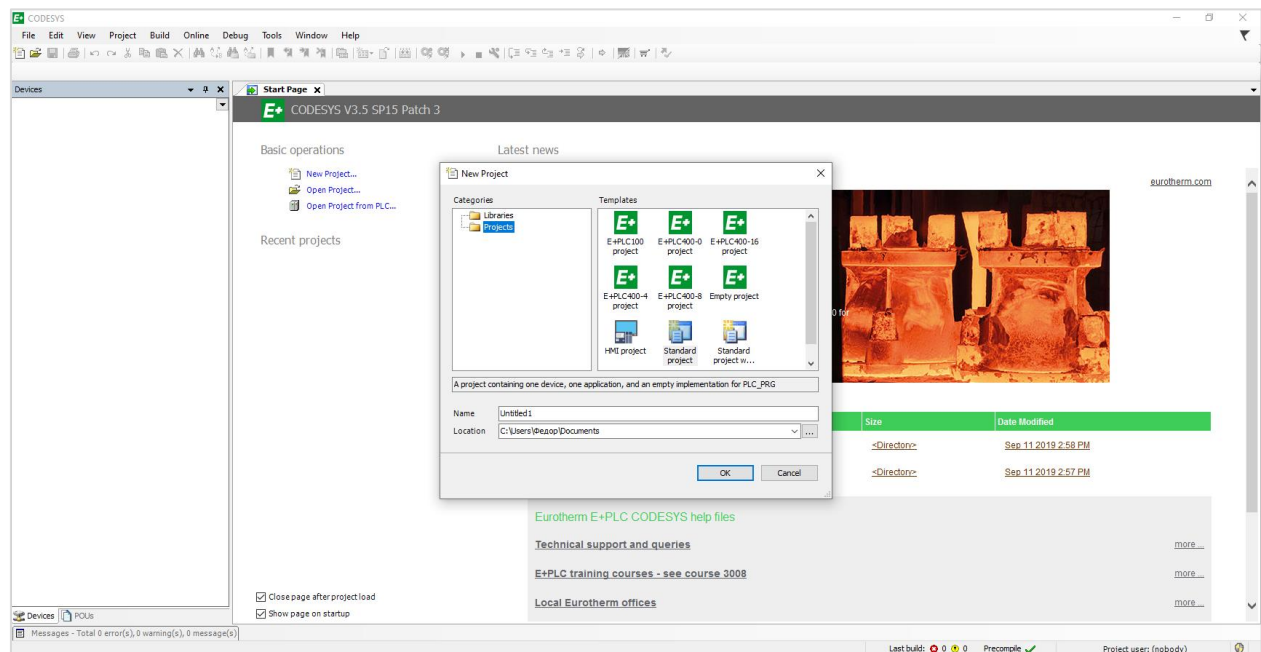 E+ CODESYS
File Edit View Project Build Online Debug Tools Window Help
Devices
Start Page
E+ CODESYS V3.5 SP15 Patch 3
Basic operations
New Project...
Open Project...
Open Project from PLC...
Recent projects
Latest news
eurotherm.com
0 for
New Project
Categories
Libraries
Projects
Templates
E+ E+ E+
E+PLC100 project
E+PLC400-0 project
E+PLC400-16 project
E+ E+ E+
E+PLC400-4 project
E+PLC400-8 project
Empty project
HMI project
Standard project
Standard project w...
A project containing one device, one application, and an empty implementation for PLC_PRG
Name Untitled1
Location C:\Users\Федор\Documents ...
OK Cancel
Size Date Modified
<Directory> Sep 11 2019 2:58 PM
<Directory> Sep 11 2019 2:57 PM
Eurotherm E+PLC CODESYS help files
Technical support and queries more ...
E+PLC training courses - see course 3008 more ...
Local Eurotherm offices more ...
Close page after project load
Show page on startup
Devices POUs
Messages - Total 0 error(s), 0 warning(s), 0 message(s)
Last build: 0 0 Precompile Project user: (nobody)